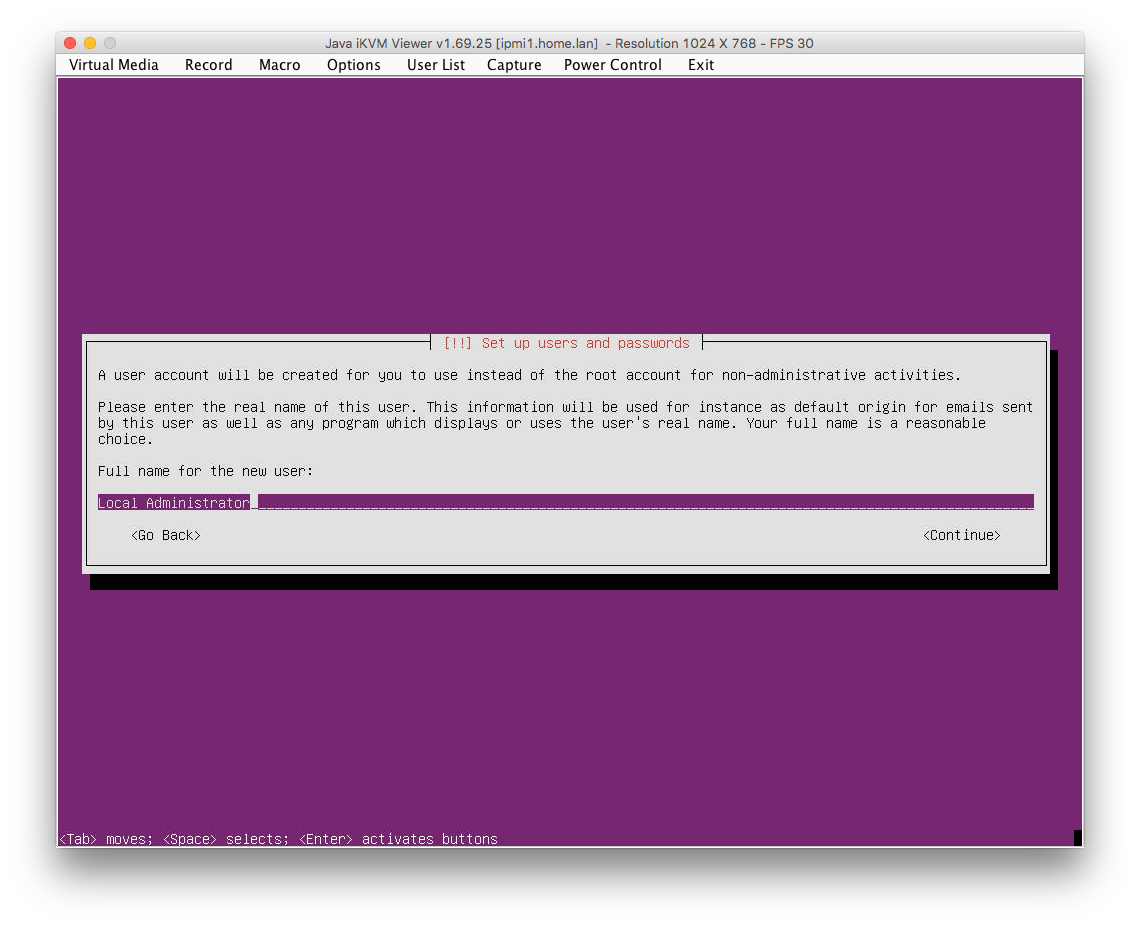 Java iKVM Viewer v1.69.25 [ipmi1.home.lan] - Resolution 1024 X 768 - FPS 30
Virtual Media Record Macro Options User List Capture Power Control Exit
[!!] Set up users and passwords
A user account will be created for you to use instead of the root account for non-administrative activities.
Please enter the real name of this user. This information will be used for instance as default origin for emails sent
by this user as well as any program which displays or uses the user's real name. Your full name is a reasonable
choice.
Full name for the new user:
Local Administrator
<Go Back> <Continue>
<Tab> moves; <Space> selects; <Enter> activates buttons